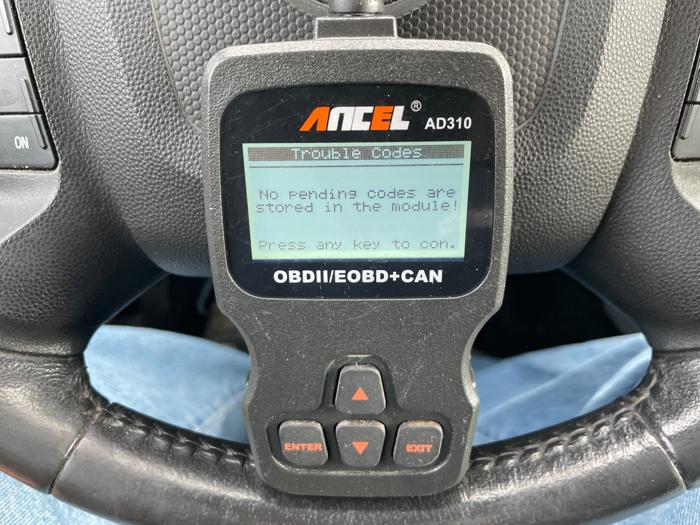 ANCEL® AD310
Trouble Codes
No pending codes are
stored in the module!
Press any key to con.
OBDII/EOBD+CAN
ENTER
EXIT
ON